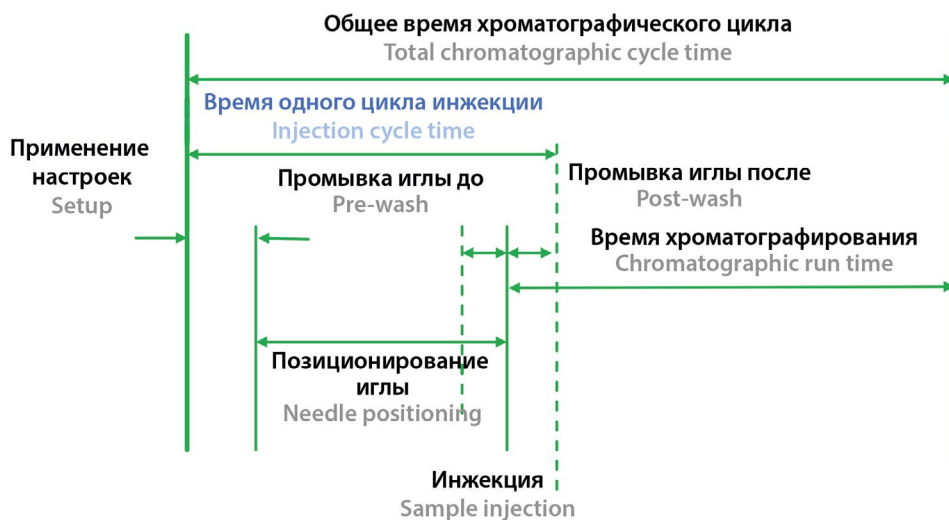 Общее время хроматографического цикла
Total chromatographic cycle time
Время одного цикла инжекции
Injection cycle time
Применение
настроек
Setup
Промывка иглы до
Pre-wash
Промывка иглы после
Post-wash
Время хроматографирования
Chromatographic run time
Позиционирование
иглы
Needle positioning
Инжекция
Sample injection